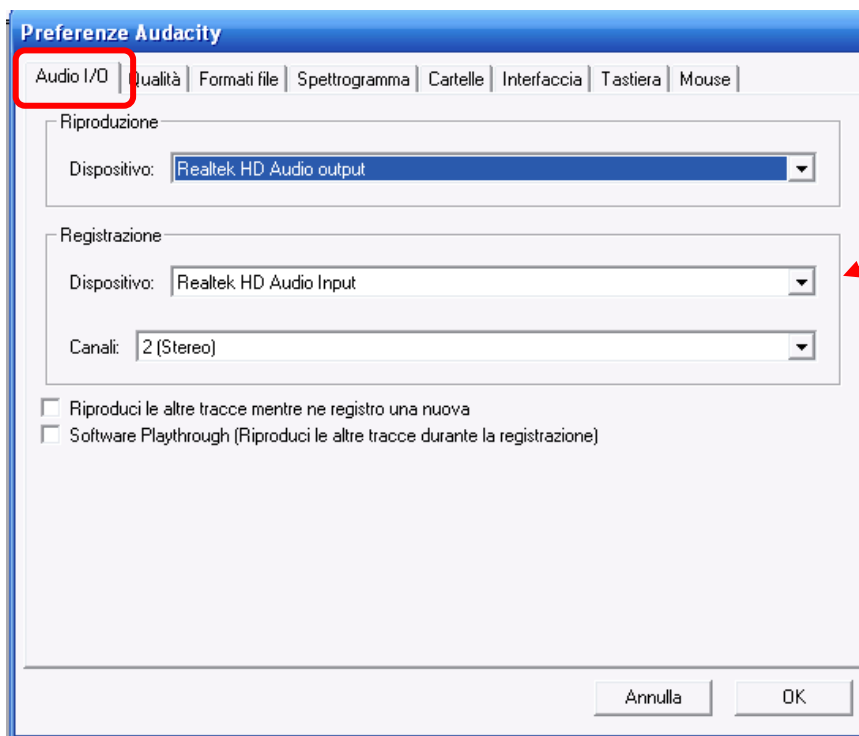 Preferenze Audacity
Audio I/O Qualità Formati file Spettrogramma Cartelle Interfaccia Tastiera Mouse
Riproduzione
Dispositivo: Realtek HD Audio output
Registrazione
Dispositivo: Realtek HD Audio Input
Canali: 2 (Stereo)
Riproduci le altre tracce mentre ne registro una nuova
Software Playthrough (Riproduci le altre tracce durante la registrazione)
Annulla OK